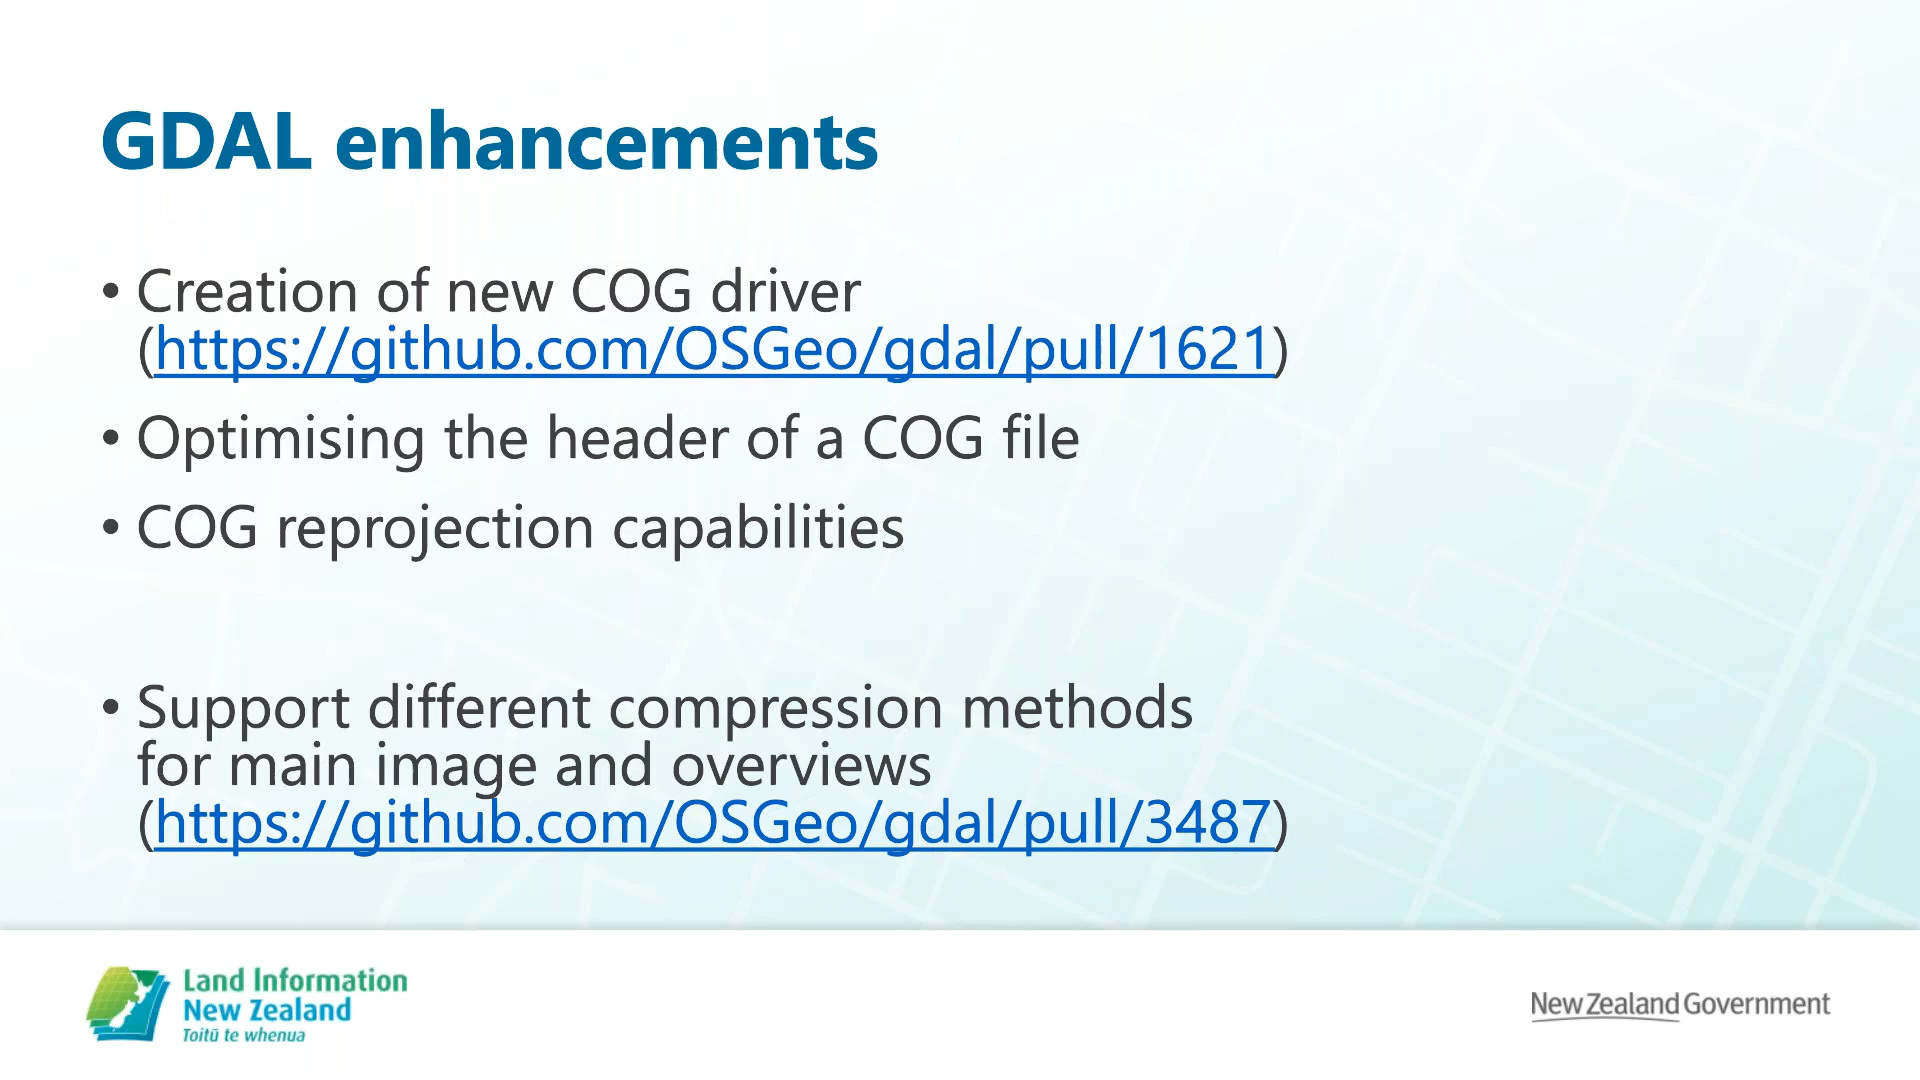 GDAL enhancements
• Creation of new COG driver
(https://github.com/OSGeo/gdal/pull/1621)
• Optimising the header of a COG file
• COG reprojection capabilities
• Support different compression methods
for main image and overviews
(https://github.com/OSGeo/gdal/pull/3487)
Land Information
New Zealand
Toitū te whenua
New Zealand Government